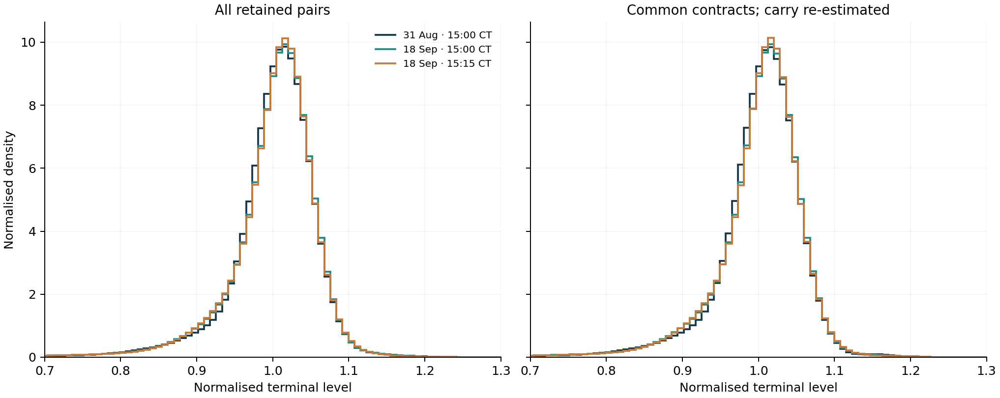 All retained pairs
31 Aug · 15:00 CT
18 Sep · 15:00 CT
18 Sep · 15:15 CT
Normalised density
10
8
6
4
2
0
0.7 0.8 0.9 1.0 1.1 1.2 1.3
Normalised terminal level
Common contracts; carry re-estimated
0.7 0.8 0.9 1.0 1.1 1.2 1.3
Normalised terminal level